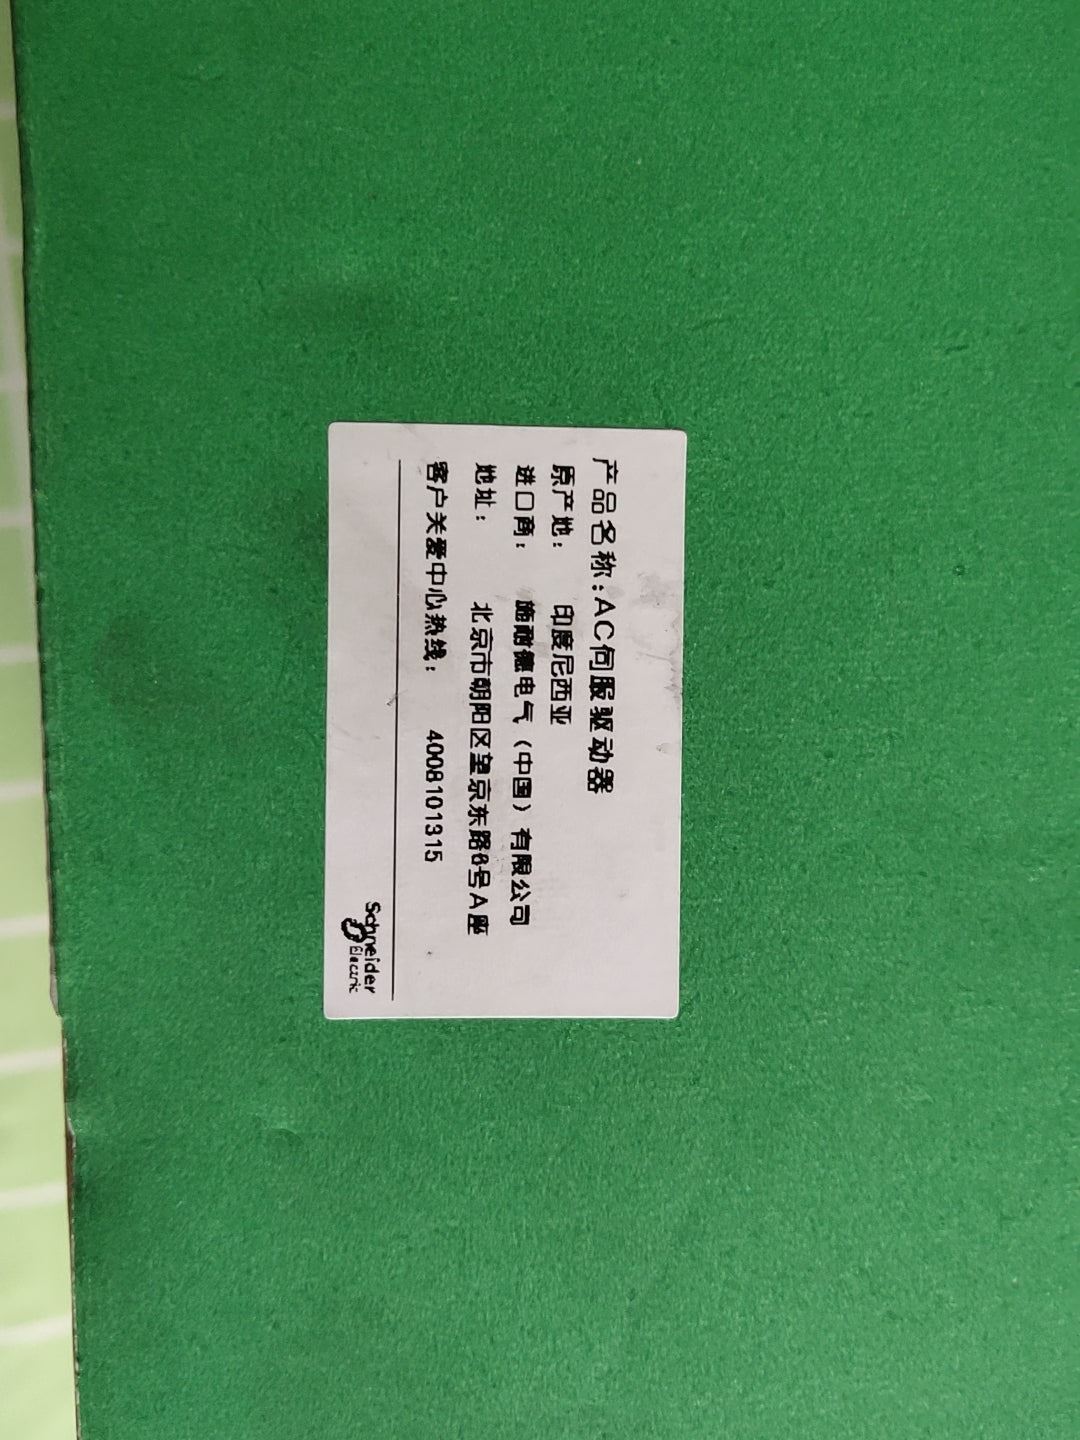 产品名称:AC伺服驱动器
原产地: 印度尼西亚
进口商: 施耐德电气（中国）有限公司
地址: 北京市朝阳区望京东路6号A座
客户关爱中心热线: 4008101315
Schneider
Electric